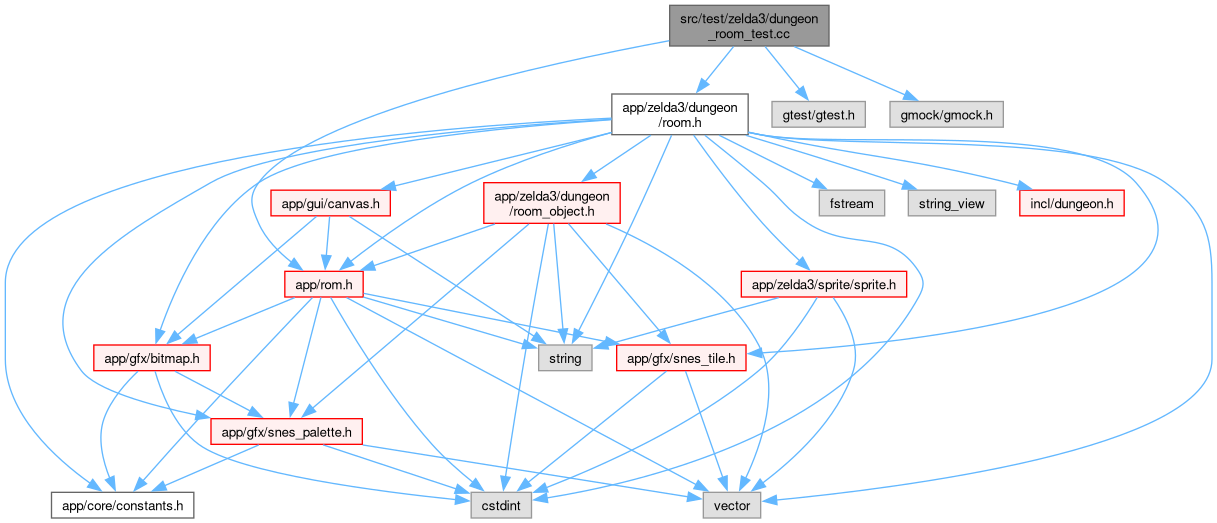 src/test/zelda3/dungeon
_room_test.cc
app/zelda3/dungeon
/room.h
gtest/gtest.h
gmock/gmock.h
app/gui/canvas.h
app/zelda3/dungeon
/room_object.h
fstream
string_view
incl/dungeon.h
app/rom.h
app/zelda3/sprite/sprite.h
app/gfx/bitmap.h
string
app/gfx/snes_tile.h
app/gfx/snes_palette.h
app/core/constants.h
cstdint
vector